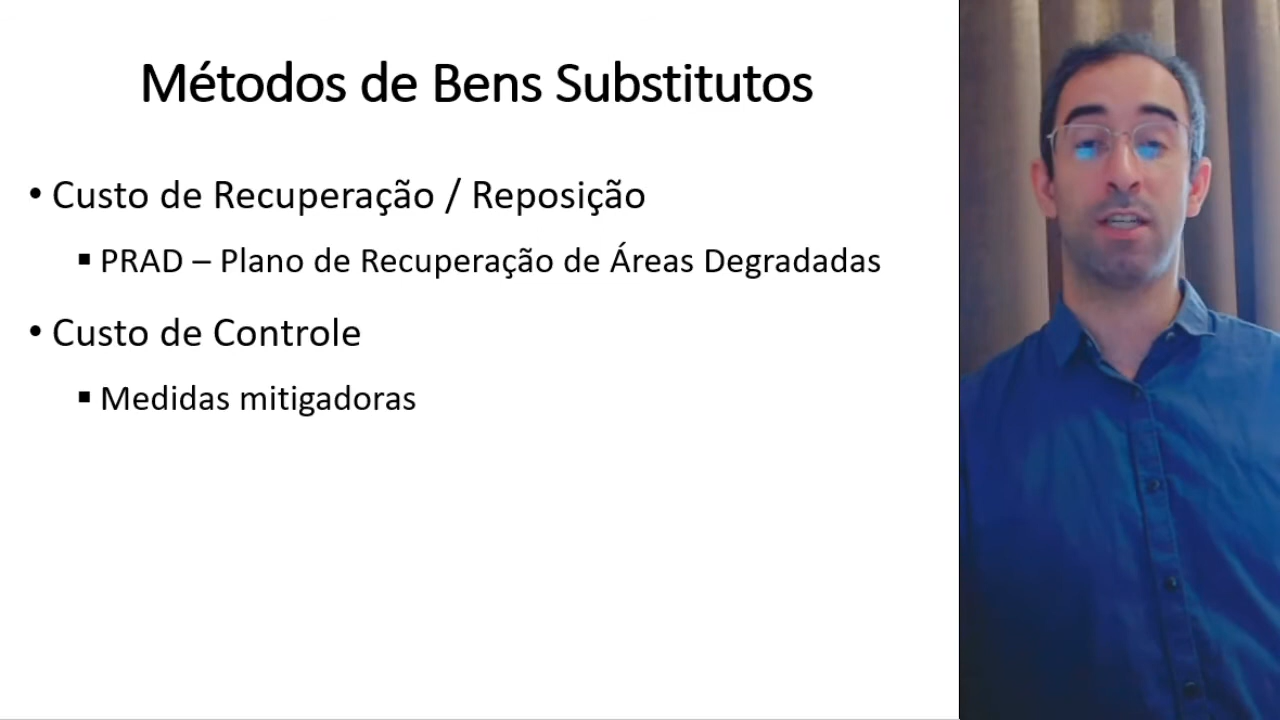 Métodos de Bens Substitutos
• Custo de Recuperação / Reposição
▪ PRAD – Plano de Recuperação de Áreas Degradadas
• Custo de Controle
▪ Medidas mitigadoras